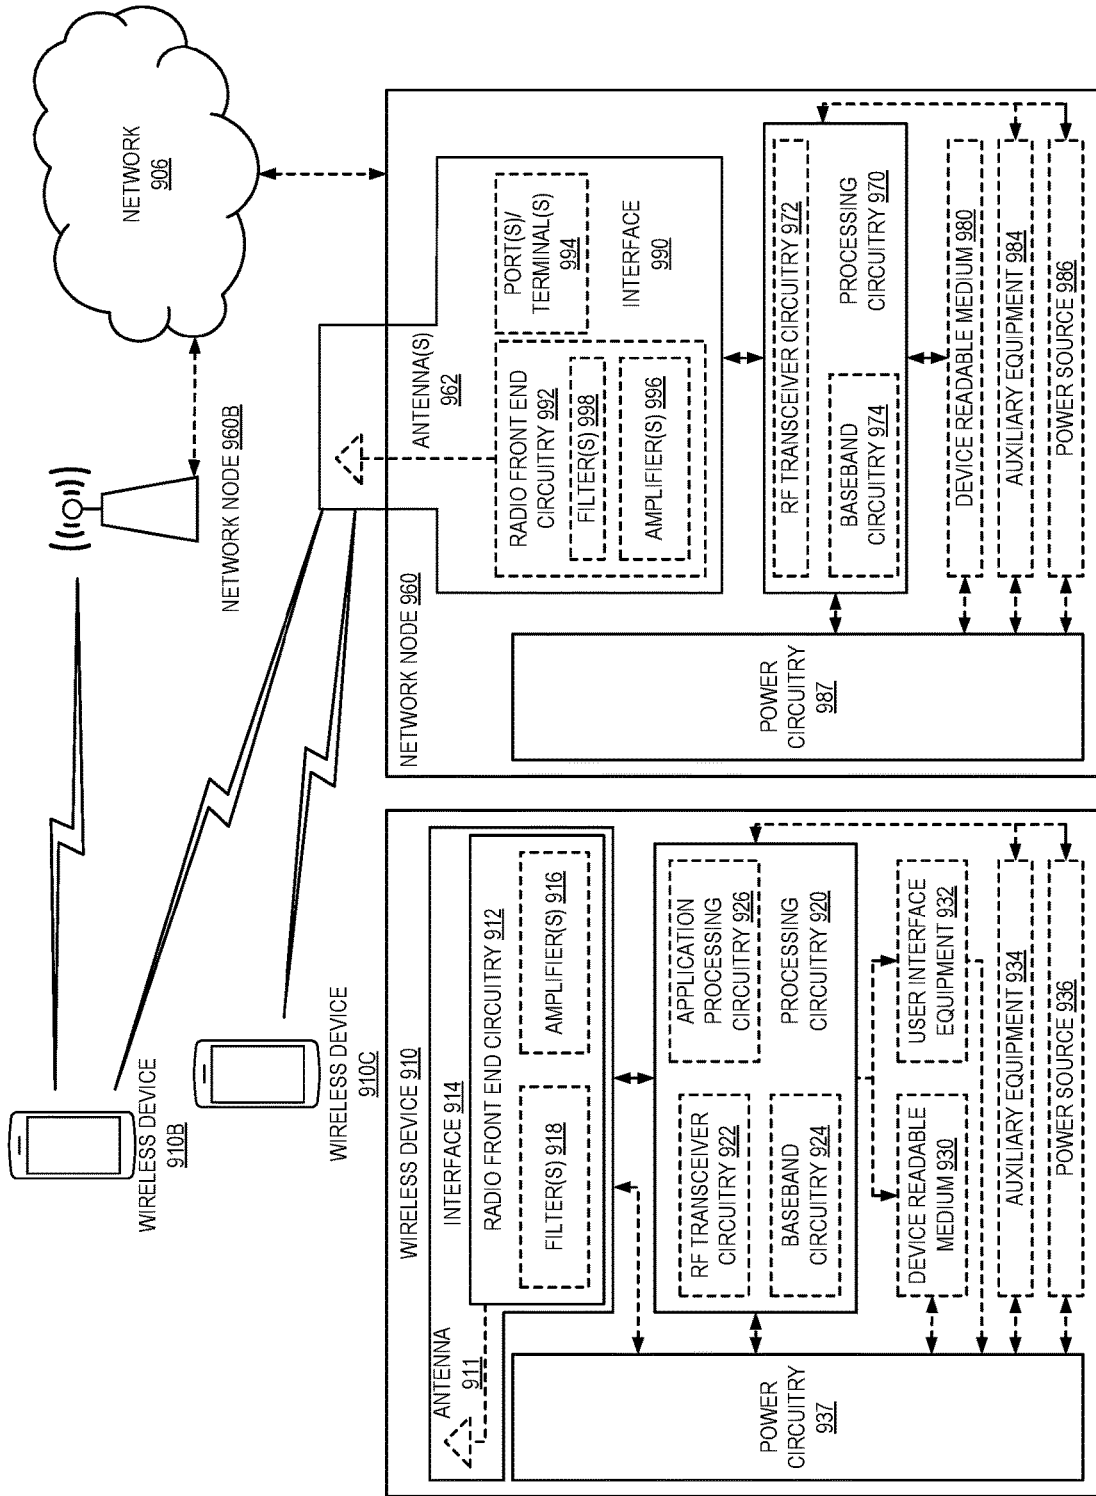 NETWORK
906
NETWORK NODE 960B
WIRELESS DEVICE
910B
WIRELESS DEVICE
910C
WIRELESS DEVICE 910
ANTENNA
911
INTERFACE 914
RADIO FRONT END CIRCUITRY 912
FILTER(S) 918
AMPLIFIER(S) 916
POWER
CIRCUITRY
937
RF TRANSCEIVER
CIRCUITRY 922
BASEBAND
CIRCUITRY 924
APPLICATION
PROCESSING
CIRCUITRY 926
PROCESSING
CIRCUITRY 920
DEVICE READABLE
MEDIUM 930
USER INTERFACE
EQUIPMENT 932
AUXILIARY EQUIPMENT 934
POWER SOURCE 936
NETWORK NODE 960
ANTENNA(S)
962
RADIO FRONT END
CIRCUITRY 992
FILTER(S) 998
AMPLIFIER(S) 996
PORT(S)/
TERMINAL(S)
994
INTERFACE
990
POWER
CIRCUITRY
987
RF TRANSCEIVER CIRCUITRY 972
BASEBAND
CIRCUITRY 974
PROCESSING
CIRCUITRY 970
DEVICE READABLE MEDIUM 980
AUXILIARY EQUIPMENT 984
POWER SOURCE 986